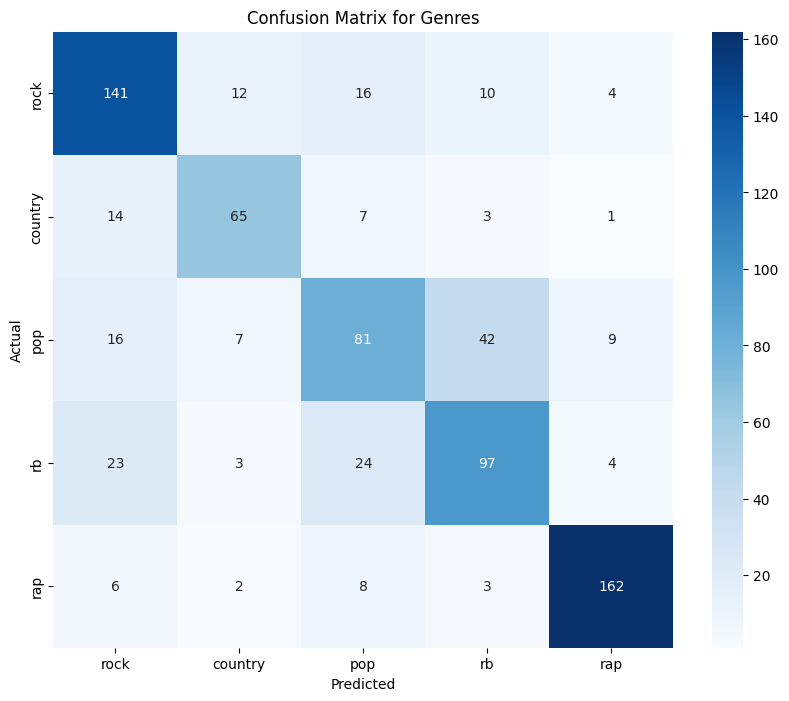 Confusion Matrix for Genres
rock 141 12 16 10 4
country 14 65 7 3 1
pop 16 7 81 42 9
rb 23 3 24 97 4
rap 6 2 8 3 162
rock country pop rb rap
Predicted
Actual
160
140
120
100
80
60
40
20